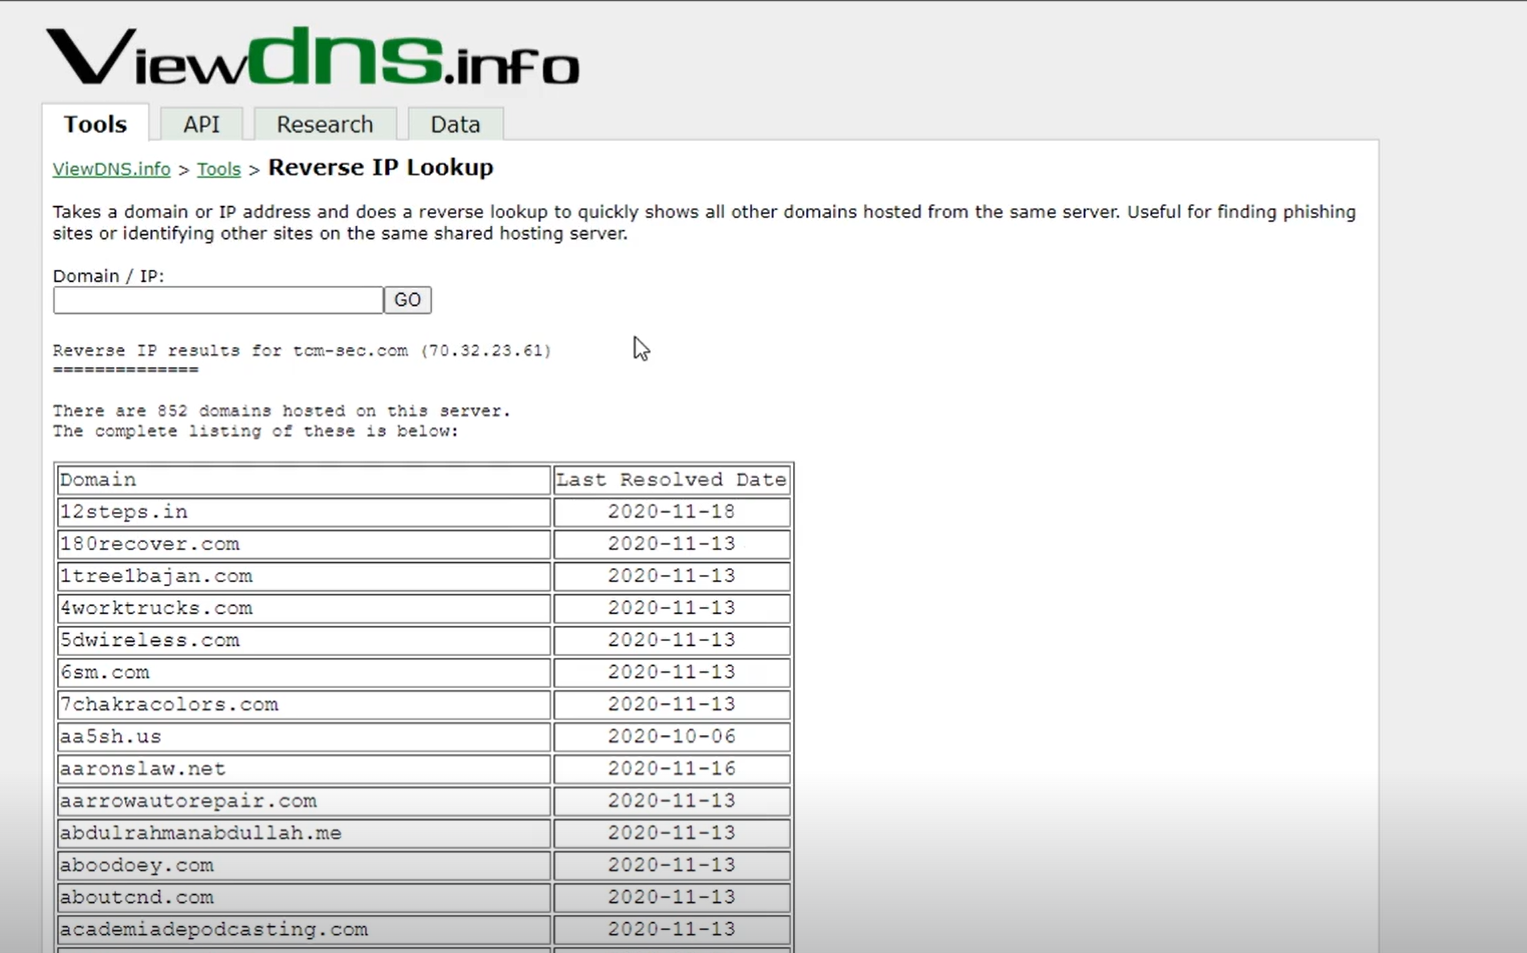 Viewdns.info
Tools API Research Data
ViewDNS.info > Tools > Reverse IP Lookup
Takes a domain or IP address and does a reverse lookup to quickly shows all other domains hosted from the same server. Useful for finding phishing
sites or identifying other sites on the same shared hosting server.
Domain / IP:
GO
Reverse IP results for tcm-sec.com (70.32.23.61)
==============
There are 852 domains hosted on this server.
The complete listing of these is below:
Domain Last Resolved Date
12steps.in 2020-11-18
180recover.com 2020-11-13
1tree1bajan.com 2020-11-13
4worktrucks.com 2020-11-13
5dwireless.com 2020-11-13
6sm.com 2020-11-13
7chakracolors.com 2020-11-13
aa5sh.us 2020-10-06
aaronslaw.net 2020-11-16
aarrowautorepair.com 2020-11-13
abdulrahmanabdullah.me 2020-11-13
aboodoey.com 2020-11-13
aboutcnd.com 2020-11-13
academiadepodcasting.com 2020-11-13